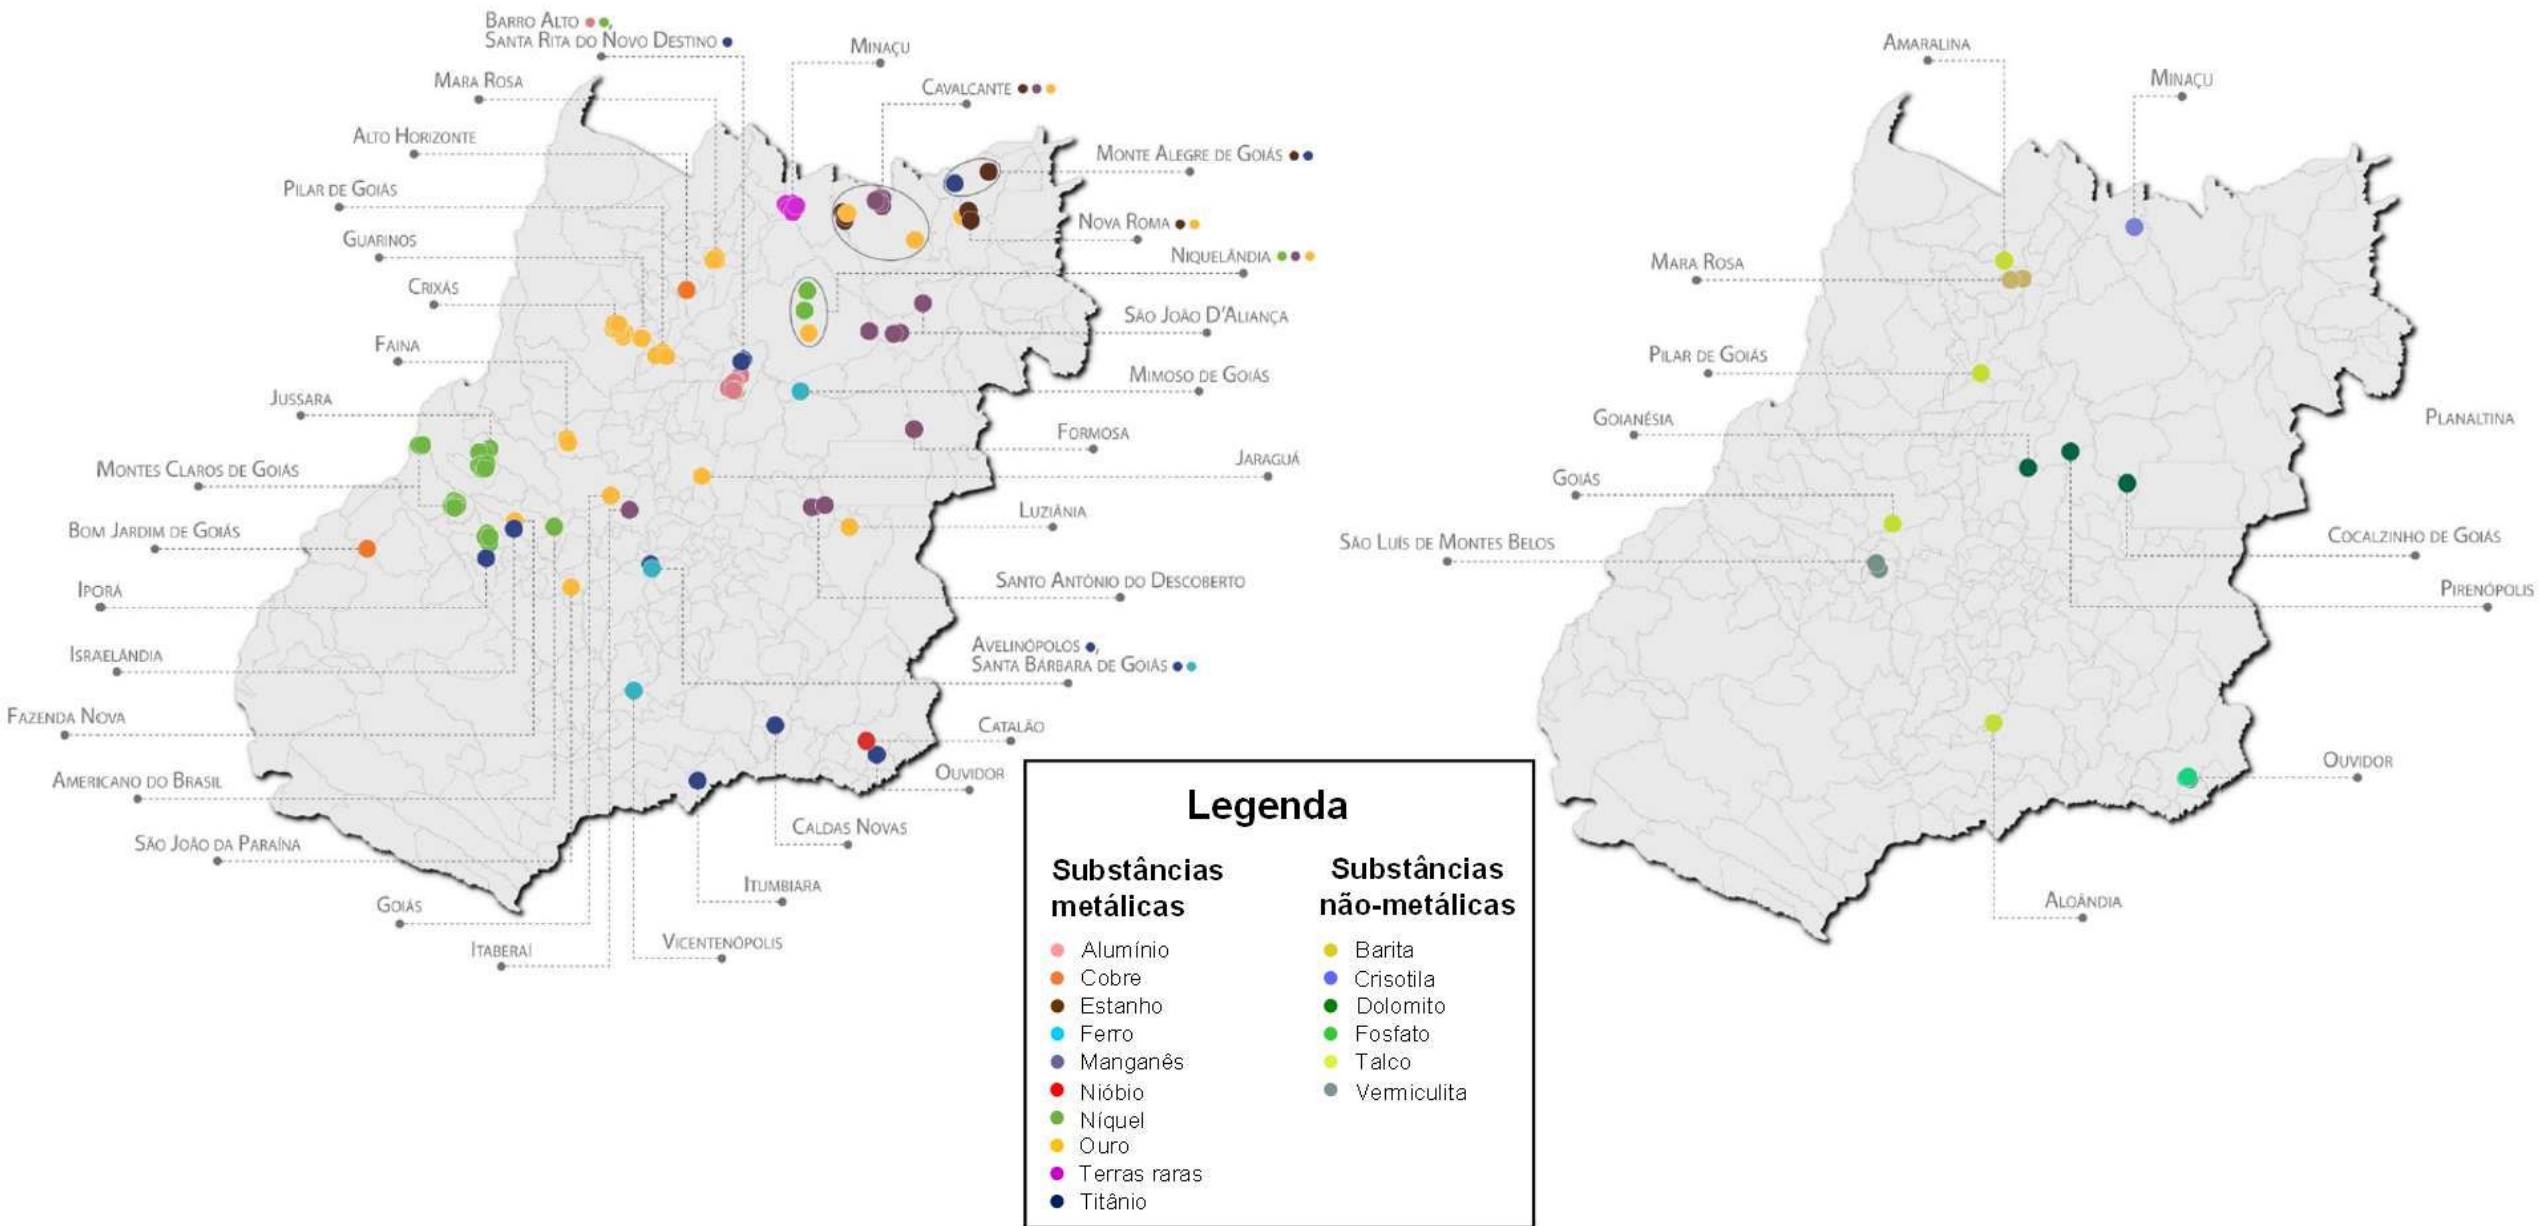 BARRO ALTO
SANTA RITA DO NOVO DESTINO
MINAÇU
MARA ROSA
CAVALCANTE
ALTO HORIZONTE
MONTE ALEGRE DE GOIÁS
PILAR DE GOIÁS
NOVA ROMA
GUARINOS
NIQUELÂNDIA
CRIXÁS
SÃO JOÃO D'ALIANÇA
FAINA
MIMOSO DE GOIÁS
JUSSARA
FORMOSA
JARAGUÁ
MONTES CLAROS DE GOIÁS
LUZIÂNIA
BOM JARDIM DE GOIÁS
SANTO ANTÔNIO DO DESCOBERTO
IPORÁ
AVELINÓPOLOS ,
SANTA BÁRBARA DE GOIÁS
ISRAELÂNDIA
FAZENDA NOVA
CATALÃO
AMERICANO DO BRASIL
OUVIDOR
CALDAS NOVAS
SÃO JOÃO DA PARAÍNA
ITUMBIARA
GOIÁS
VICENTENÓPOLIS
ITABERAÍ
AMARALINA
MINAÇU
MARA ROSA
PILAR DE GOIÁS
GOIANÉSIA
PLANALTINA
GOIÁS
COCALZINHO DE GOIÁS
SÃO LUÍS DE MONTES BELOS
PIRENÓPOLIS
OUVIDOR
ALOÂNDIA
Legenda
Substâncias
metálicas
Alumínio
Cobre
Estanho
Ferro
Manganês
Nióbio
Níquel
Ouro
Terras raras
Titânio
Substâncias
não-metálicas
Barita
Crisotila
Dolomito
Fosfato
Talco
Vermiculita